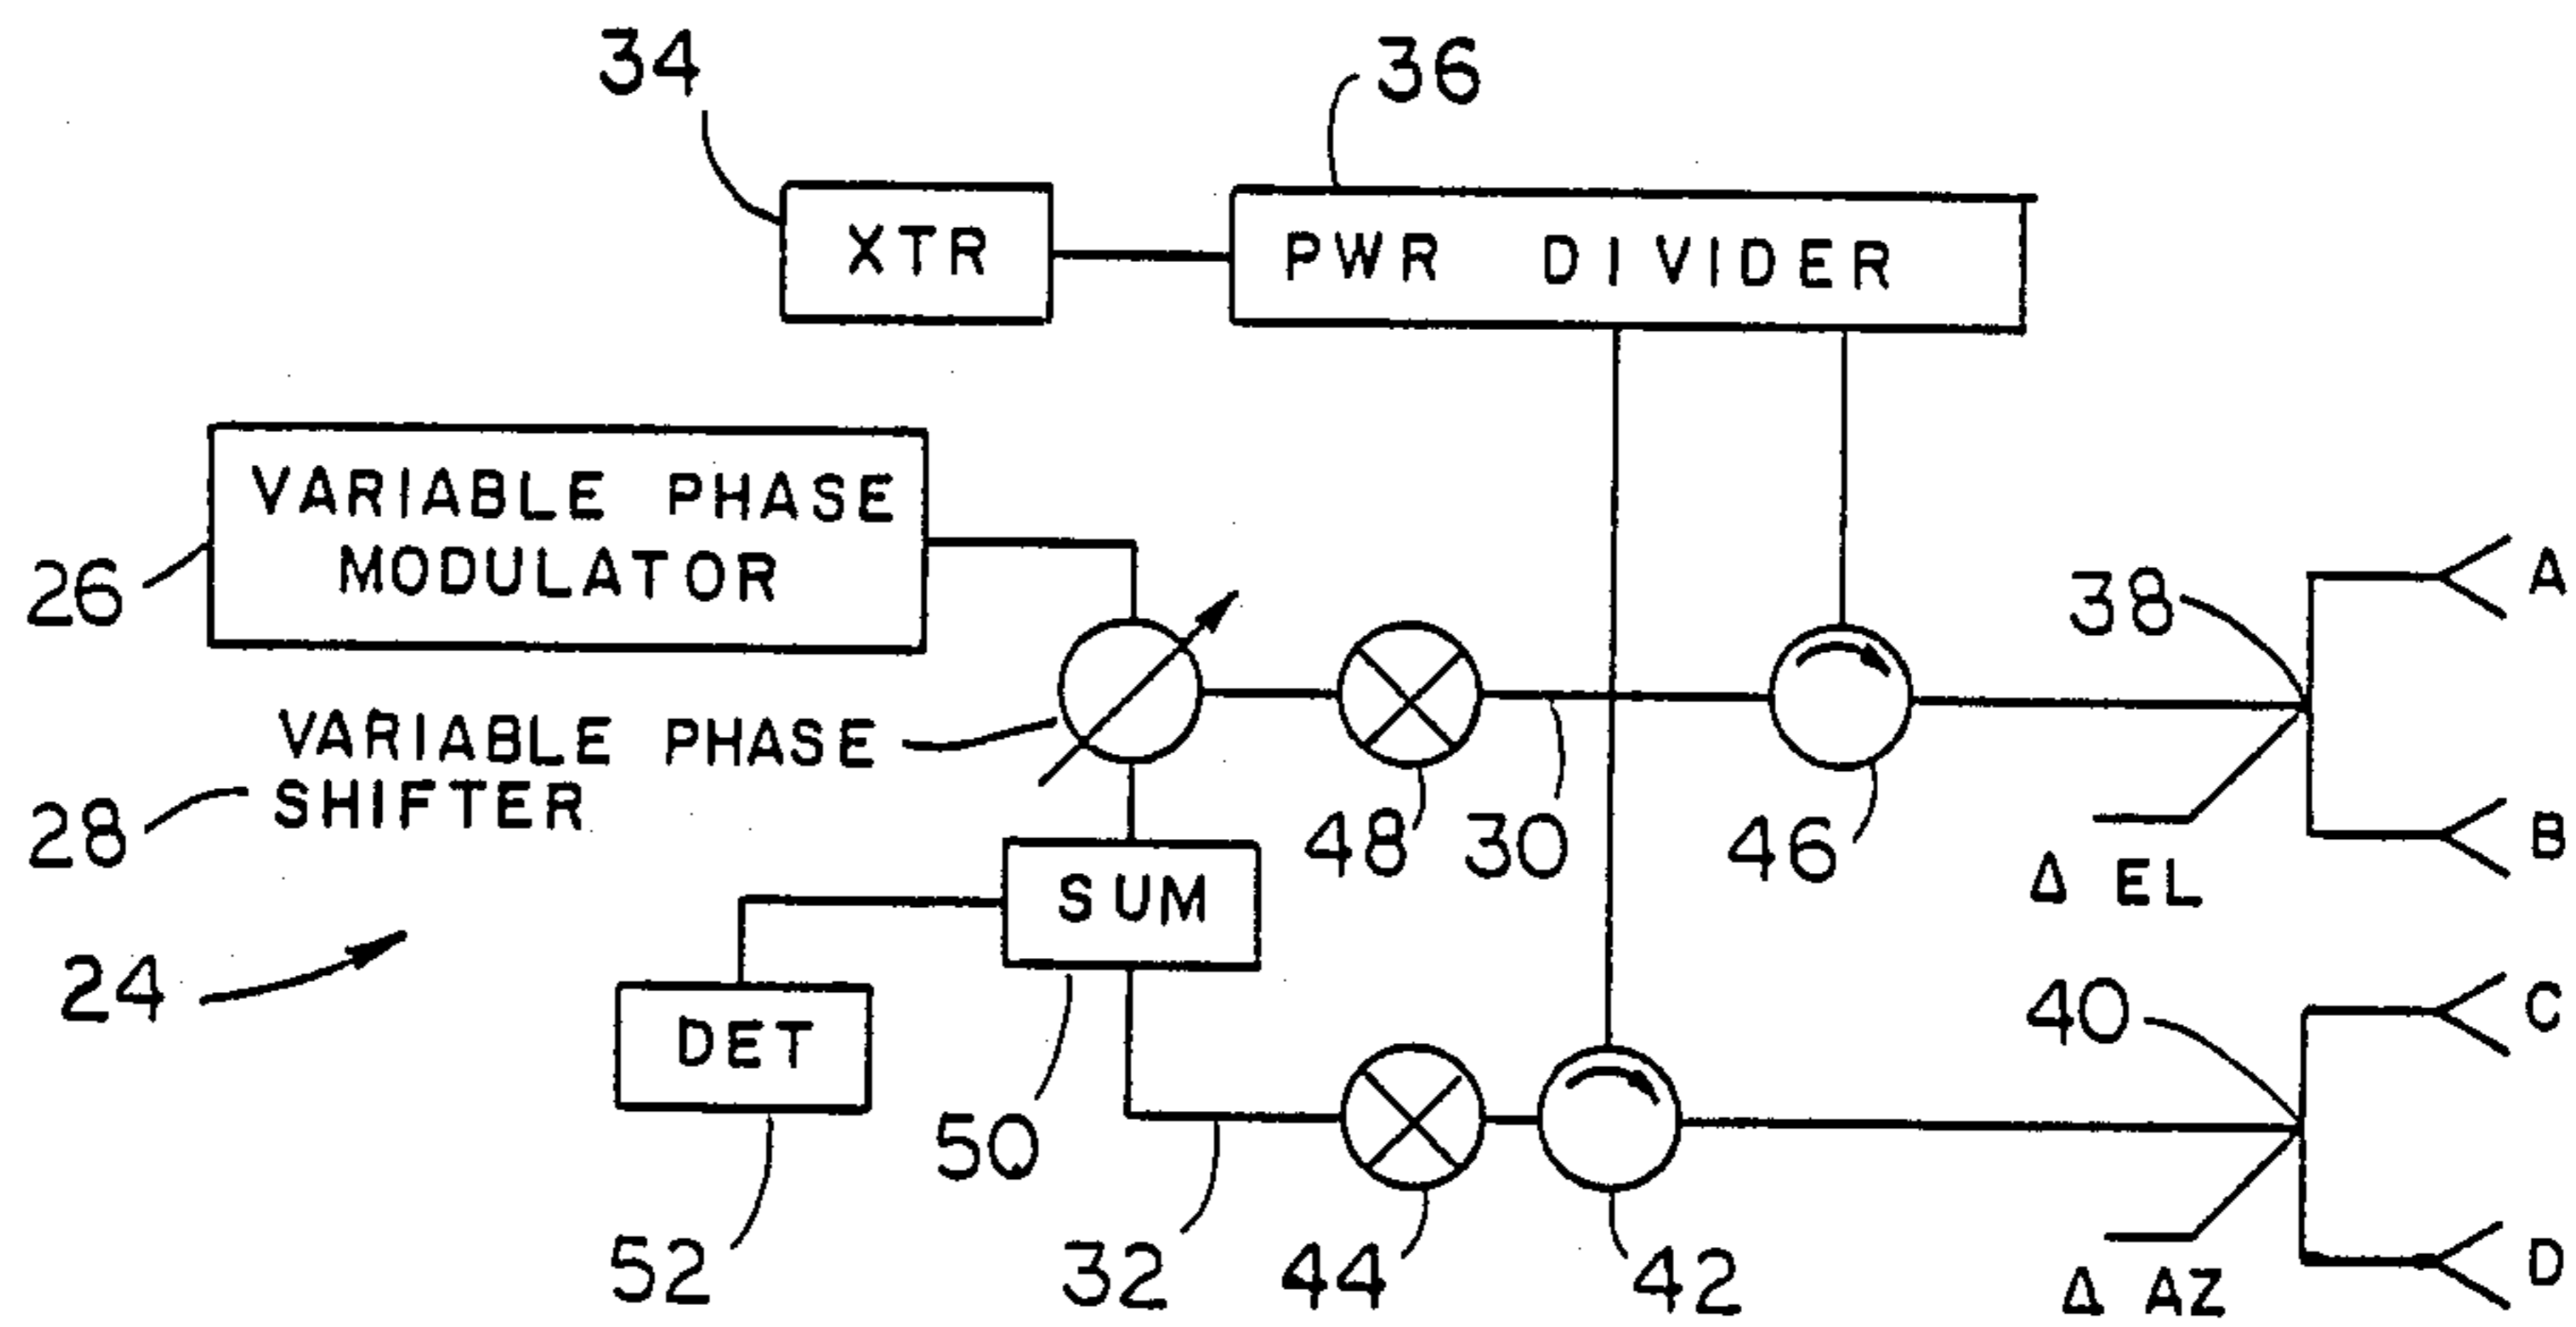 34
36
XTR
PWR DIVIDER
VARIABLE PHASE
MODULATOR
26
38
A
VARIABLE PHASE
SHIFTER
28
48
30
46
B
Δ EL
SUM
24
40
C
DET
50
52
32
44
42
Δ AZ
D